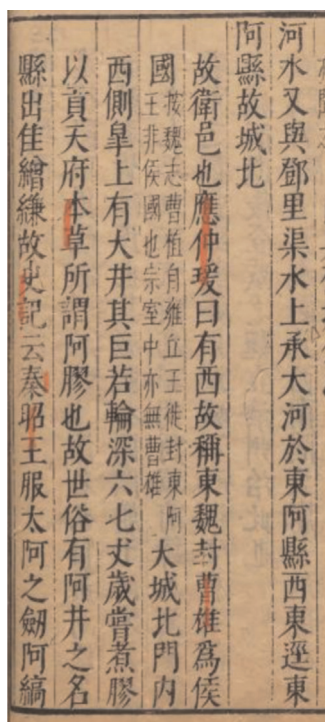 河水又與鄧里渠水上承大河於東阿縣西東逕東
阿縣故城北
故衛邑也應仲瑗曰有西故稱東魏封曹雄爲侯
國按魏志曹植自雍丘王徙封東阿
王非侯國也宗室中亦無曹雄
大城北門內
西側臯上有大井其巨若輪深六七丈歲嘗煮膠
以貢天府本草所謂阿膠也故世俗有阿井之名
縣出佳繒縑故史記云秦昭王服太阿之劒阿縞